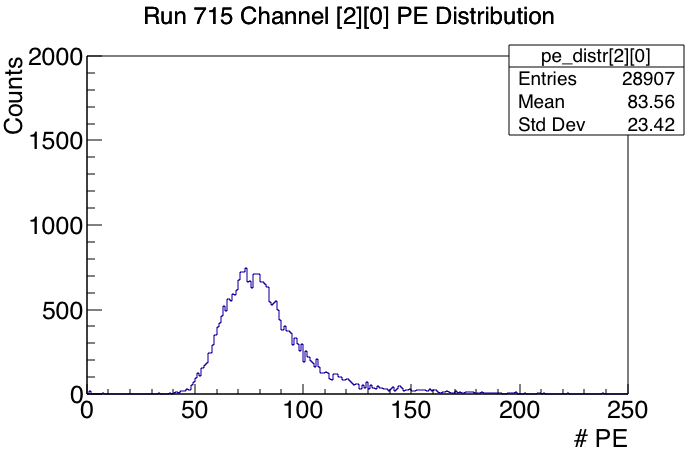 Run 715 Channel [2][0] PE Distribution
pe_distr[2][0]
Entries 28907
Mean 83.56
Std Dev 23.42
Counts
2000
1500
1000
500
0
0 50 100 150 200 250
# PE